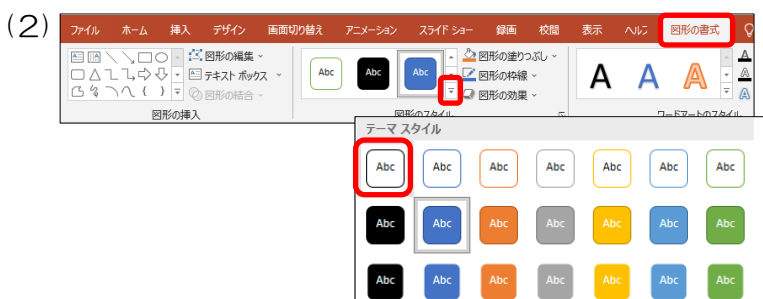 (2)
ファイル ホーム 挿入 デザイン 画面切り替え アニメーション スライド ショー 録画 校閲 表示 ヘルプ 図形の書式
図形の編集
テキスト ボックス
図形の結合
図形の挿入
Abc Abc Abc
図形の塗りつぶし
図形の枠線
図形の効果
図形のスタイル
A A A
A
A
A
ワードアートのスタイル
テーマ スタイル
Abc Abc Abc Abc Abc Abc Abc
Abc Abc Abc Abc Abc Abc Abc
Abc Abc Abc Abc Abc Abc Abc